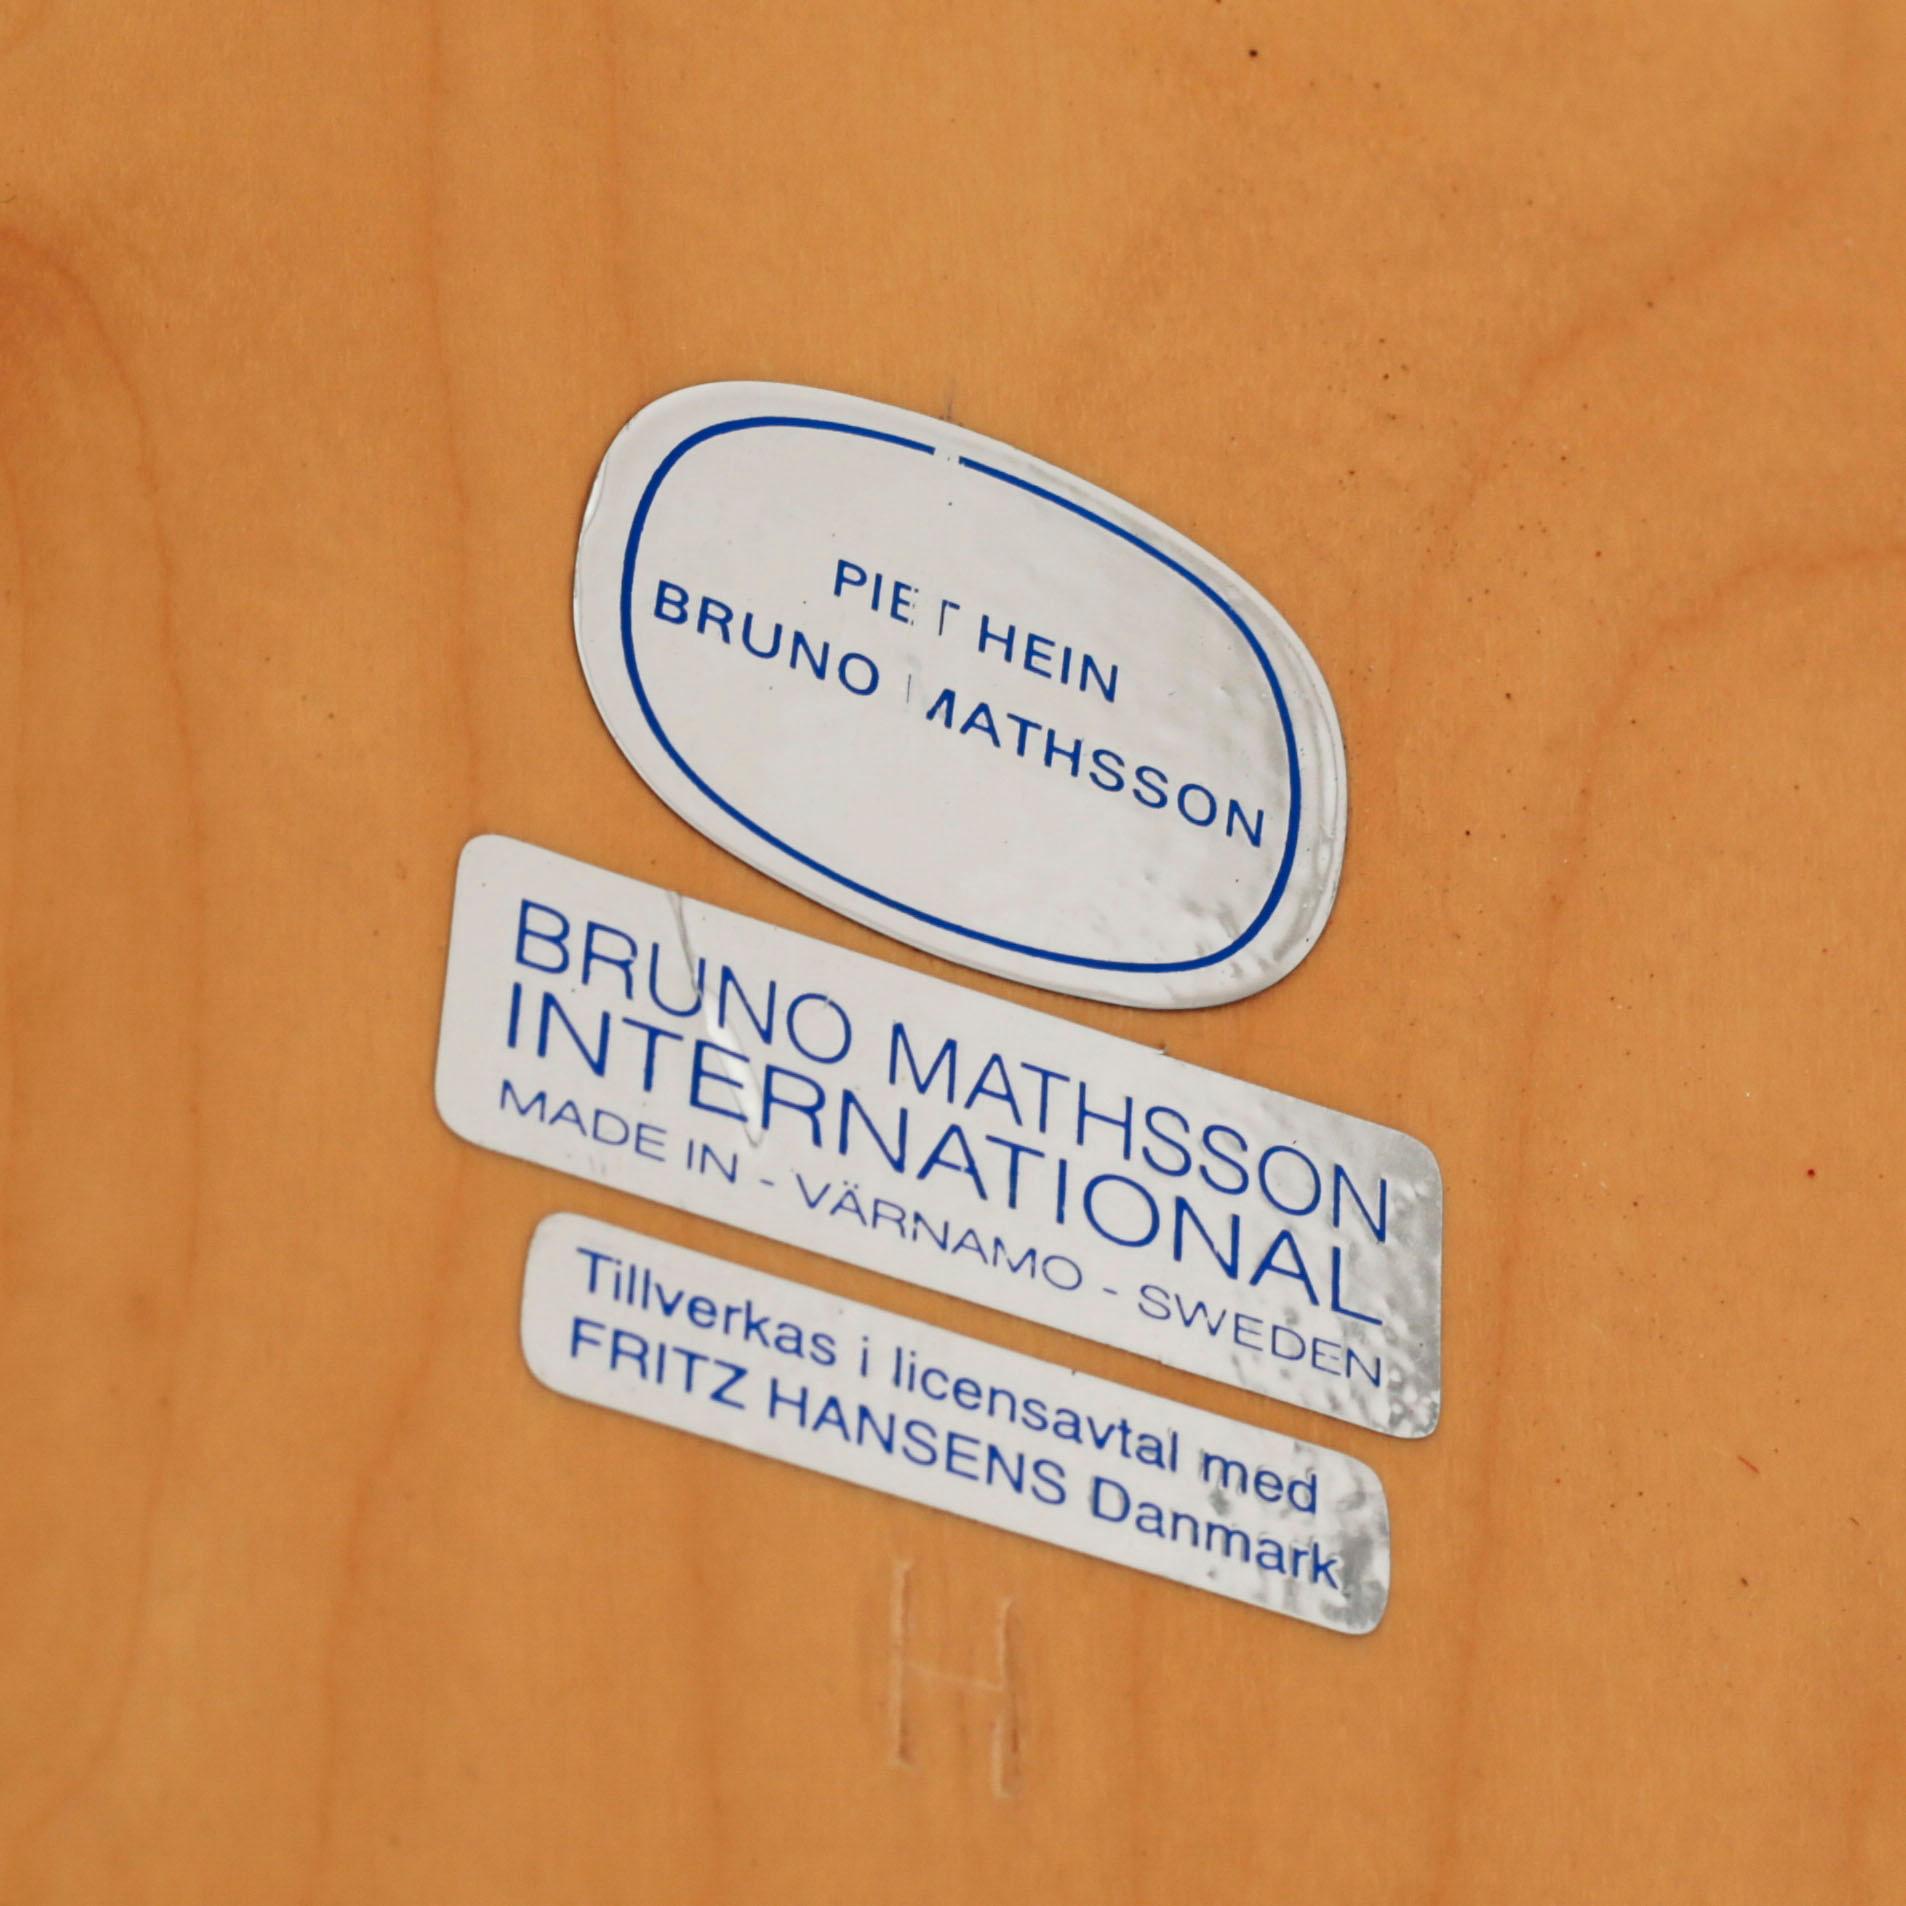 PIET HEIN
BRUNO MATHSSON
BRUNO MATHSSON
INTERNATIONAL
MADE IN - VÄRNAMO - SWEDEN
Tillverkas i licensavtal med
FRITZ HANSENS Danmark
H